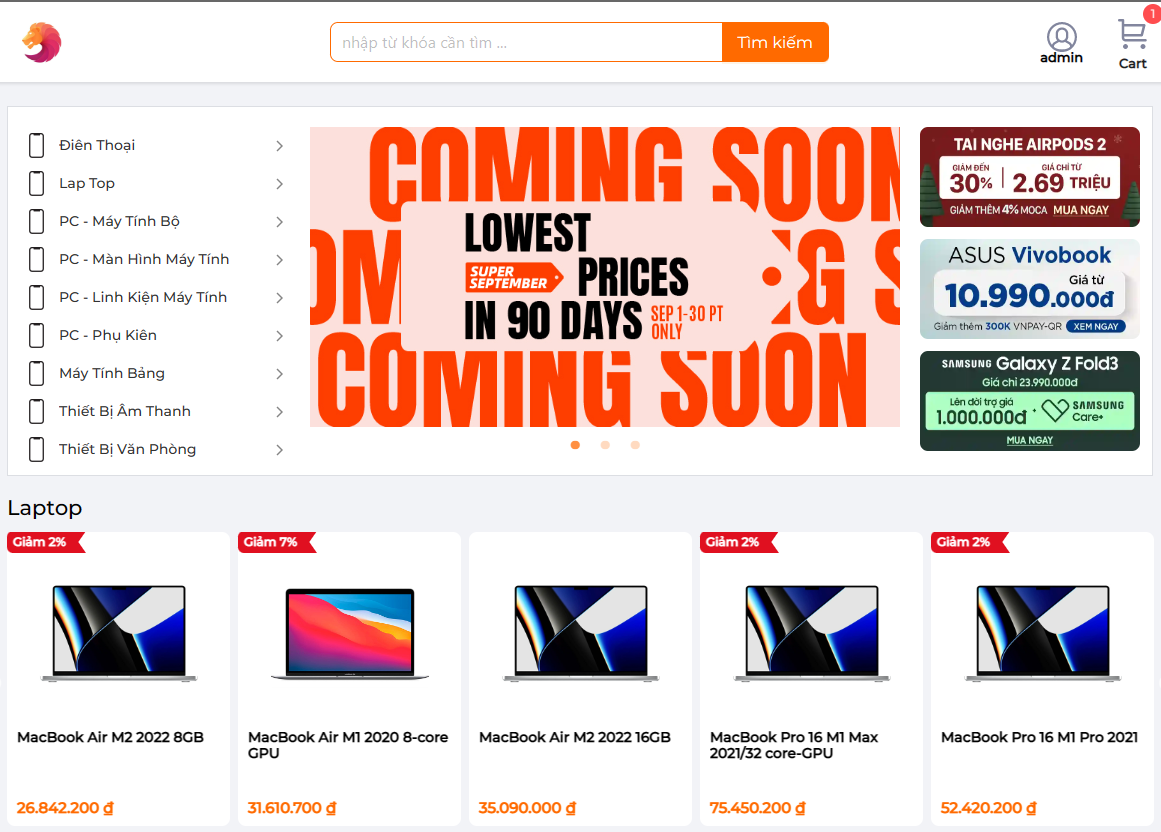 nhập từ khóa cần tìm ...
Tìm kiếm
admin
1
Cart
Điên Thoại
Lap Top
PC - Máy Tính Bộ
PC - Màn Hình Máy Tính
PC - Linh Kiện Máy Tính
PC - Phụ Kiên
Máy Tính Bảng
Thiết Bị Âm Thanh
Thiết Bị Văn Phòng
COMING SOON
OMING SOON
COMING SOON
LOWEST
SUPER
SEPTEMBER
PRICES
IN 90 DAYS
SEP 1-30 PT
ONLY
TAI NGHE AIRPODS 2
GIẢM ĐẾN
30%
GIÁ CHỈ TỪ
2.69 TRIỆU
GIẢM THÊM 4% MOCA MUA NGAY
ASUS Vivobook
Giá từ
10.990.000đ
Giảm thêm 300K VNPAY-QR XEM NGAY
SAMSUNG Galaxy Z Fold3
Giá chỉ 23.990.000đ
Lên đời trợ giá
1.000.000đ
+
SAMSUNG
Care+
MUA NGAY
Laptop
Giảm 2%
Giảm 7%
Giảm 2%
Giảm 2%
MacBook Air M2 2022 8GB
26.842.200 ₫
MacBook Air M1 2020 8-core
GPU
31.610.700 ₫
MacBook Air M2 2022 16GB
35.090.000 ₫
MacBook Pro 16 M1 Max
2021/32 core-GPU
75.450.200 ₫
MacBook Pro 16 M1 Pro 2021
52.420.200 ₫